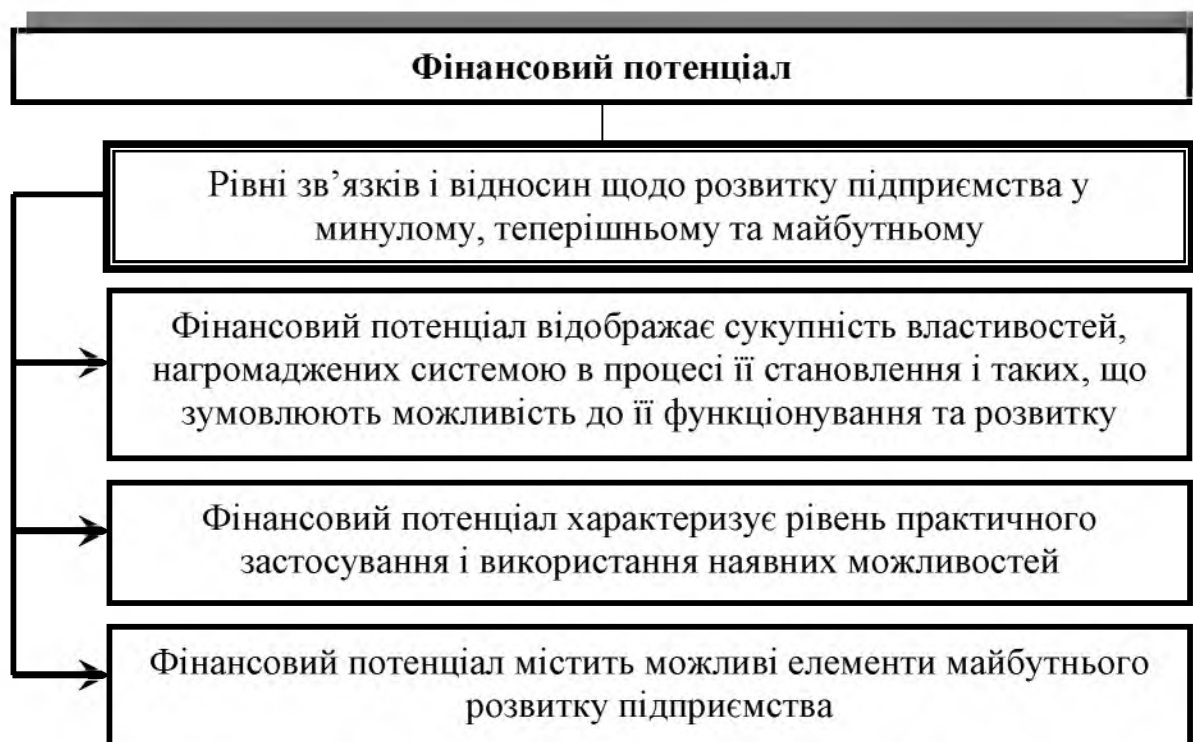 Фінансовий потенціал
Рівні зв’язків і відносин щодо розвитку підприємства у
минулому, теперішньому та майбутньому
Фінансовий потенціал відображає сукупність властивостей,
нагромаджених системою в процесі її становлення і таких, що
зумовлюють можливість до її функціонування та розвитку
Фінансовий потенціал характеризує рівень практичного
застосування і використання наявних можливостей
Фінансовий потенціал містить можливі елементи майбутнього
розвитку підприємства